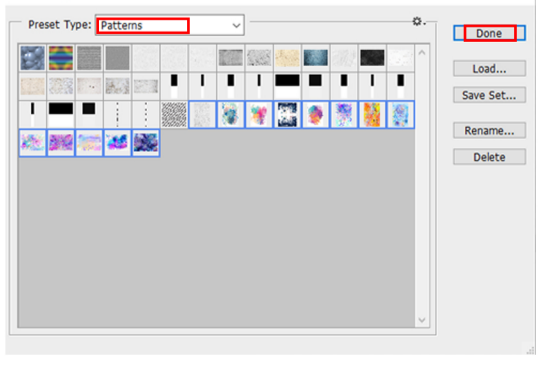 Preset Type: Patterns
Done
Load...
Save Set...
Rename...
Delete